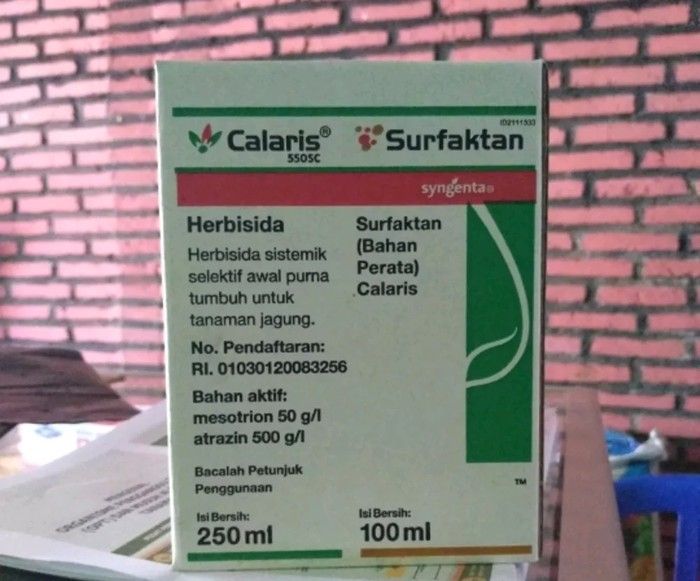 ID2111333
Calaris®
550SC
Surfaktan
syngenta®
Herbisida
Herbisida sistemik
selektif awal purna
tumbuh untuk
tanaman jagung.
No. Pendaftaran:
RI. 01030120083256
Bahan aktif:
mesotrion 50 g/l
atrazin 500 g/l
Bacalah Petunjuk
Penggunaan
Isi Bersih:
250 ml
Surfaktan
(Bahan
Perata)
Calaris
TM
Isi Bersih:
100 ml